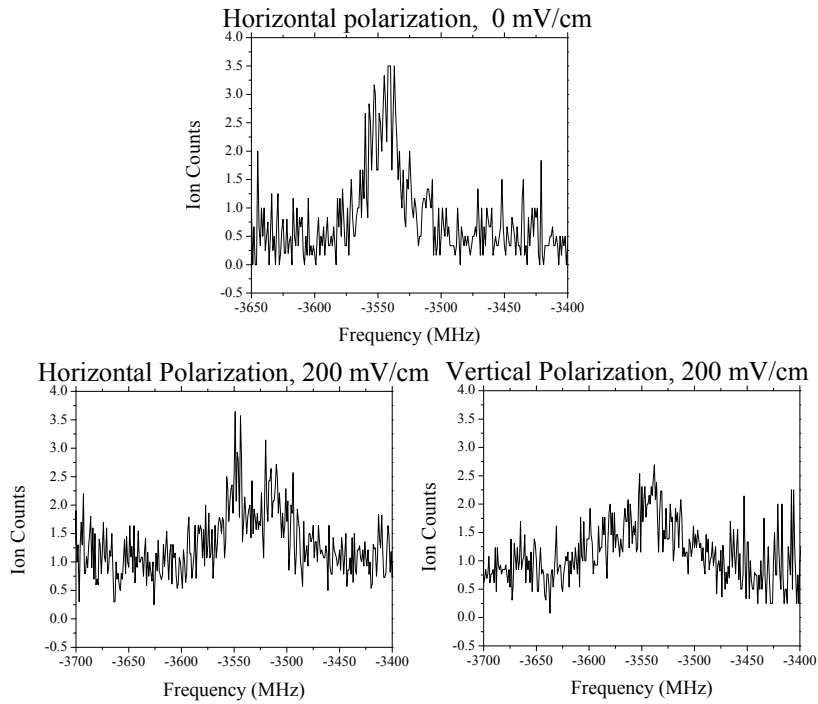 Horizontal polarization, 0 mV/cm
4.0
3.5
3.0
2.5
2.0
1.5
1.0
0.5
0.0
-0.5
Ion Counts
-3650 -3600 -3550 -3500 -3450 -3400
Frequency (MHz)
Horizontal Polarization, 200 mV/cm
4.0
3.5
3.0
2.5
2.0
1.5
1.0
0.5
0.0
-0.5
Ion Counts
-3700 -3650 -3600 -3550 -3500 -3450 -3400
Frequency (MHz)
Vertical Polarization, 200 mV/cm
4.0
3.5
3.0
2.5
2.0
1.5
1.0
0.5
0.0
-0.5
Ion Counts
-3700 -3650 -3600 -3550 -3500 -3450 -3400
Frequency (MHz)